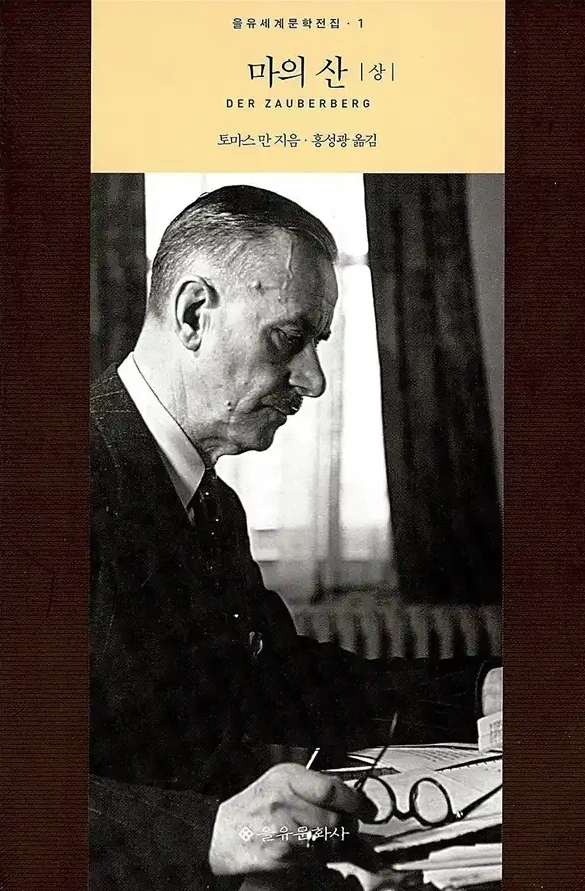 을유세계문학전집 · 1
마의 산 |상|
DER ZAUBERBERG
토마스 만 지음 · 홍성광 옮김
을유문화사